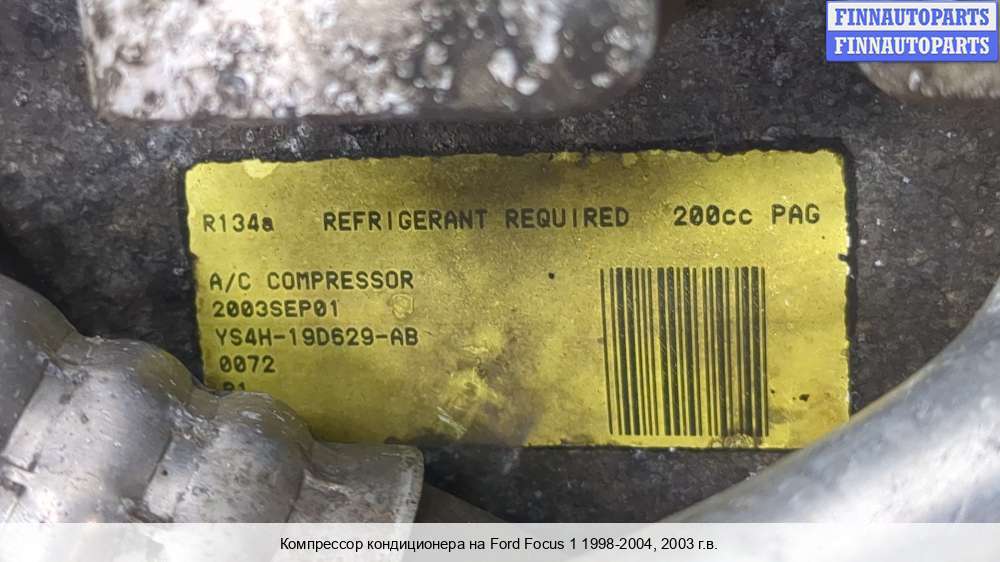 FINNAUTOPARTS
FINNAUTOPARTS
R134a REFRIGERANT REQUIRED 200cc PAG
A/C COMPRESSOR
2003SEP01
YS4H-19D629-AB
0072
Компрессор кондиционера на Ford Focus 1 1998-2004, 2003 г.в.